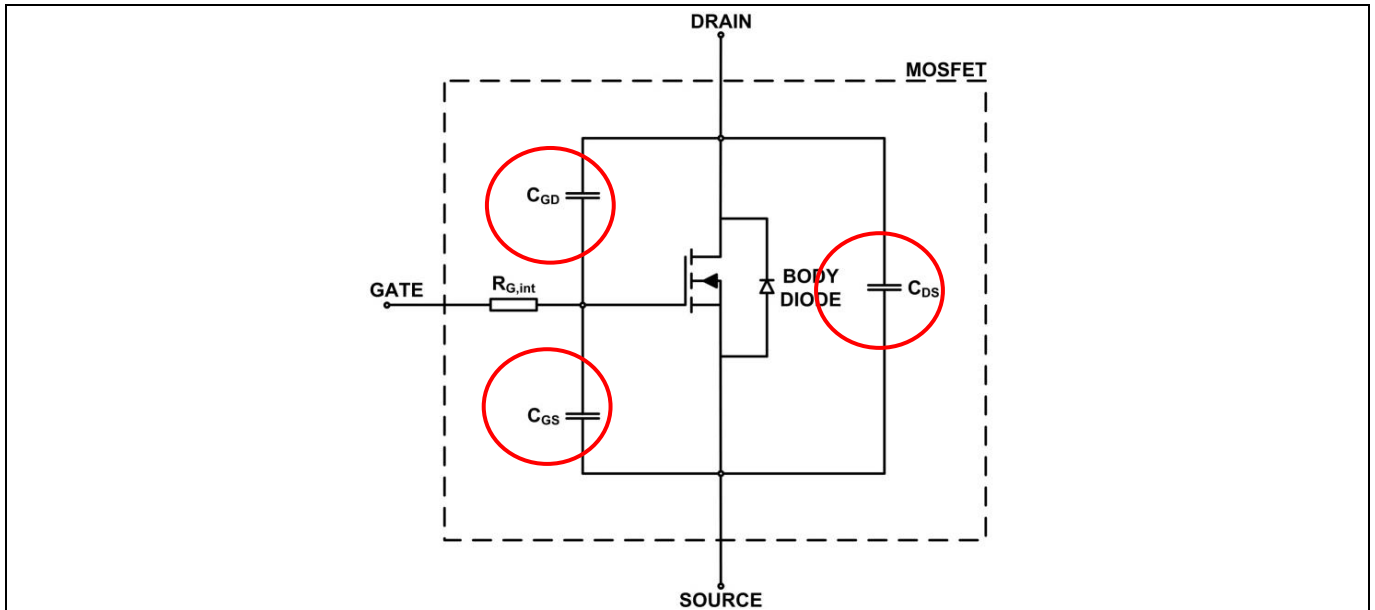 DRAIN
MOSFET
CGD
GATE
RG,int
BODY
DIODE
CDS
CGS
SOURCE